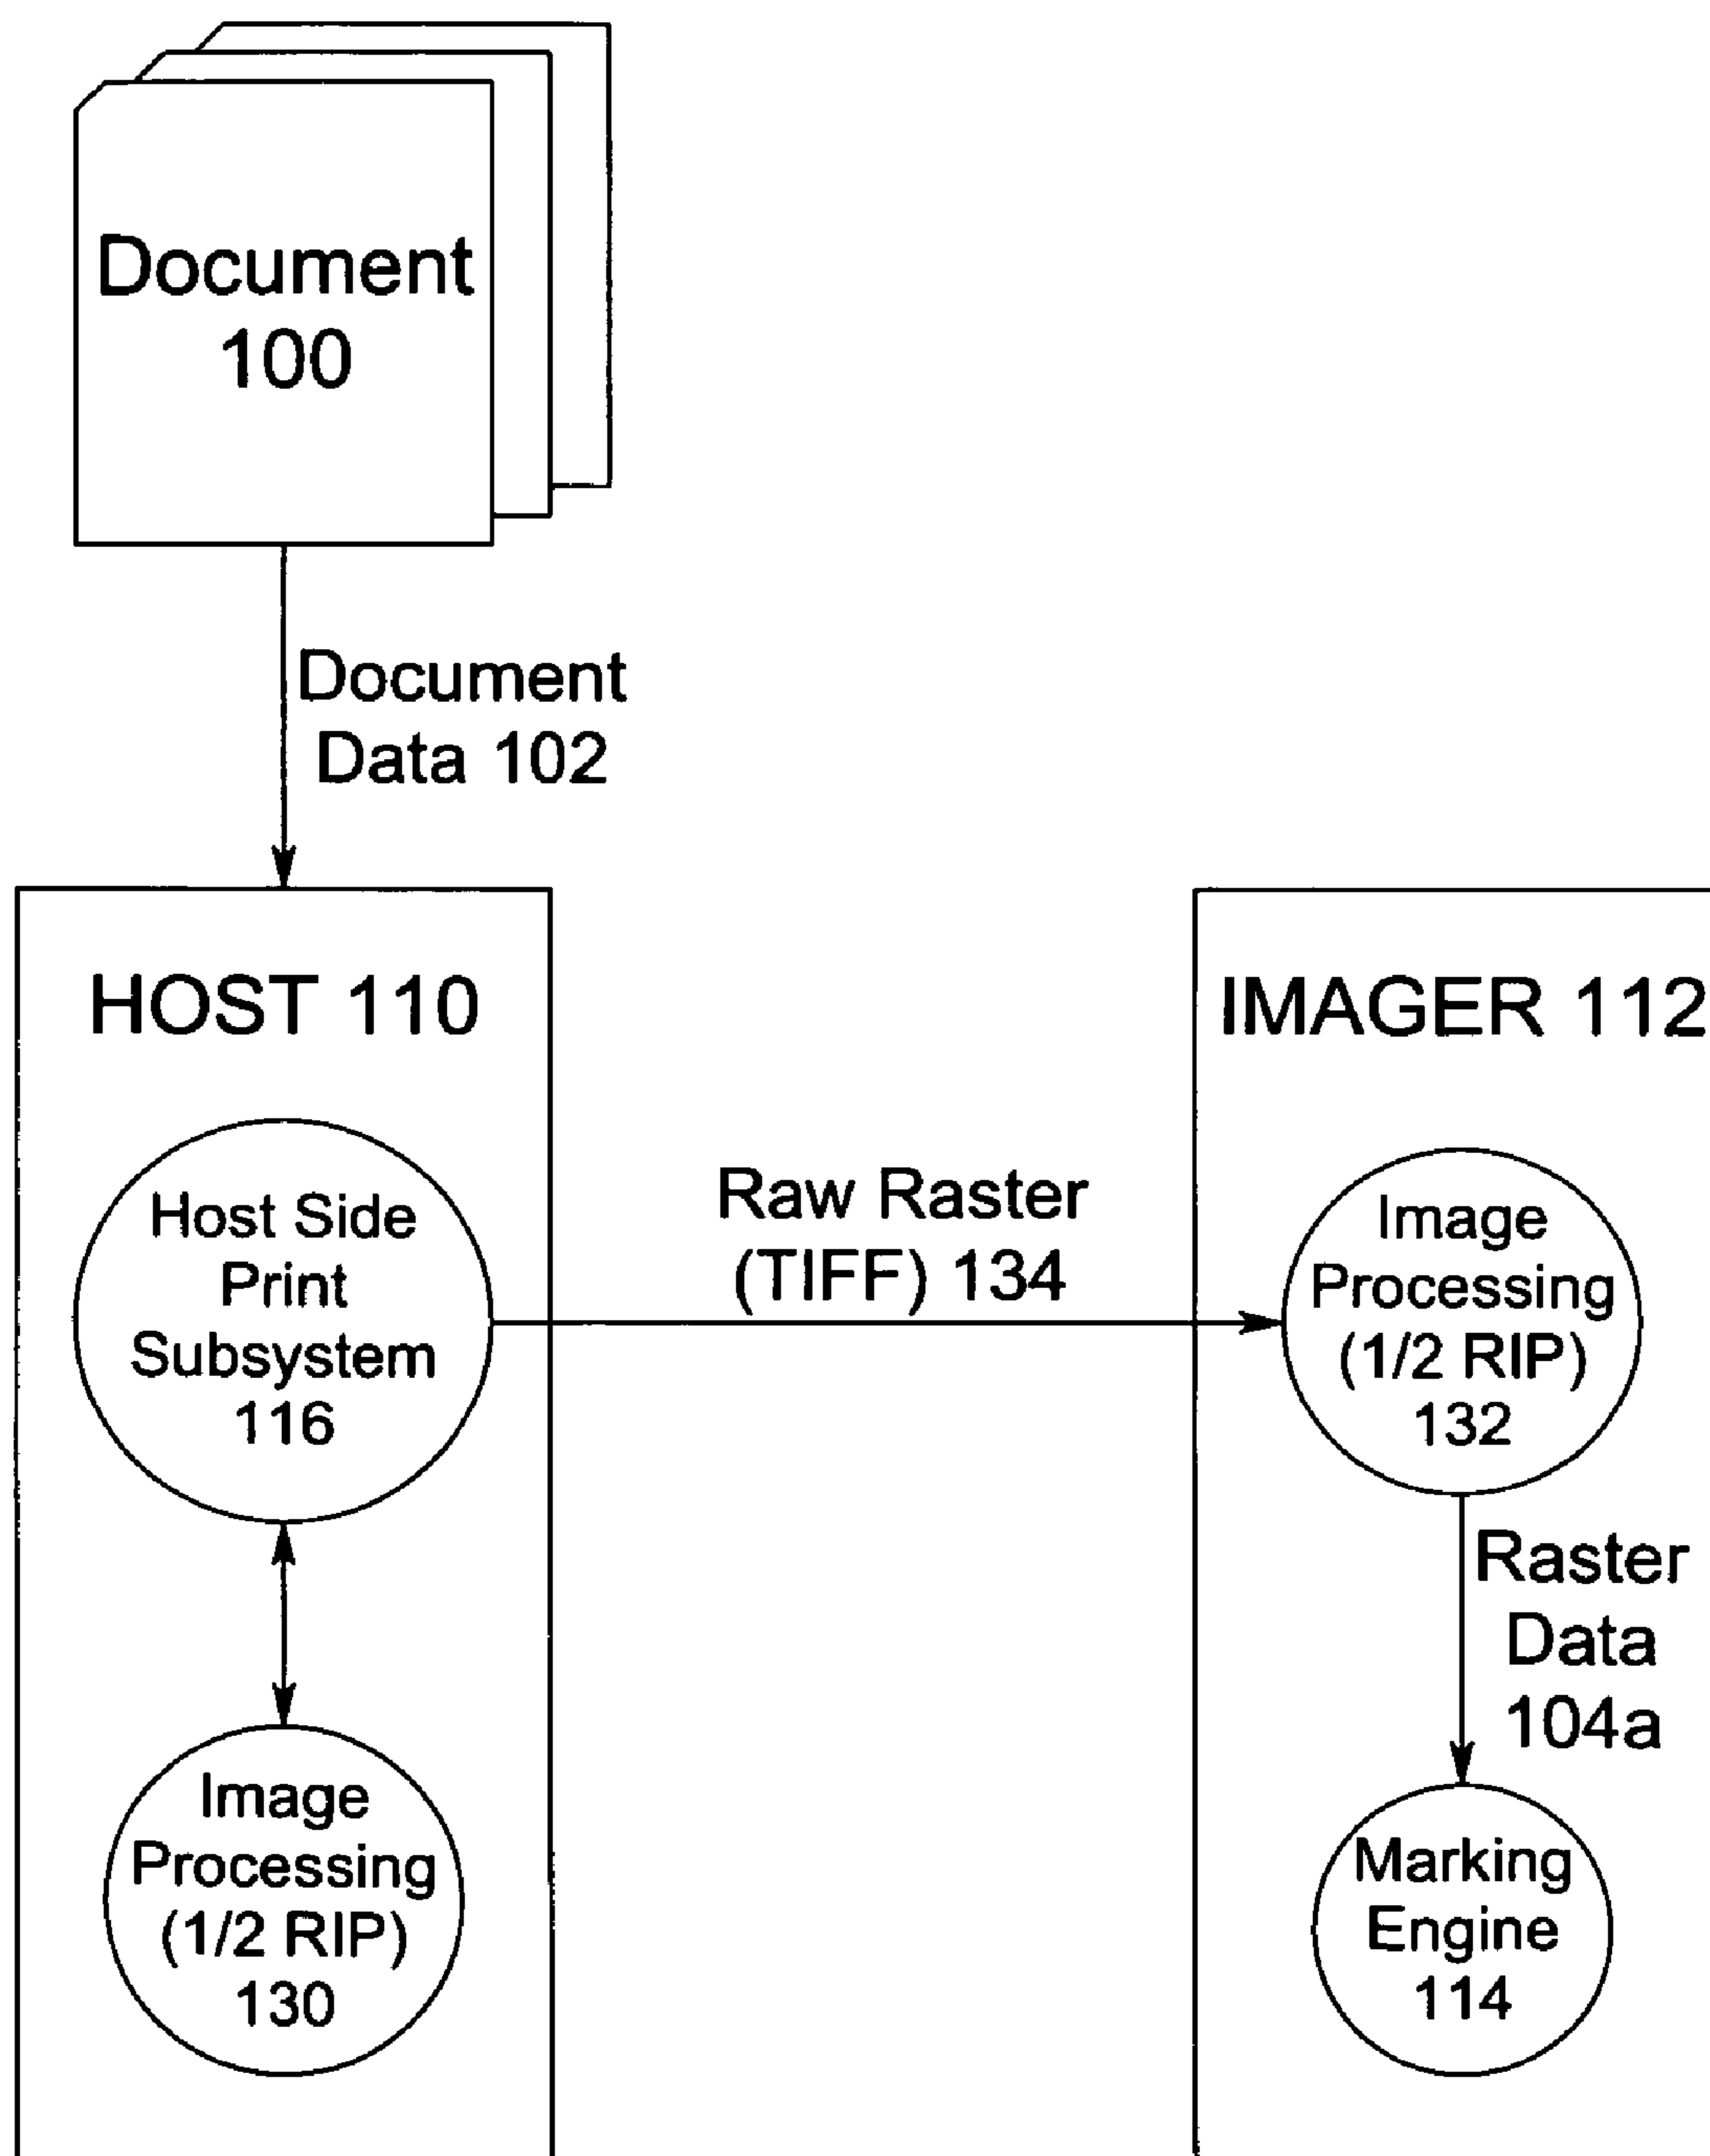 Document
100
Document
Data 102
HOST 110
Host Side
Print
Subsystem
116
Image
Processing
(1/2 RIP)
130
Raw Raster
(TIFF) 134
IMAGER 112
Image
Processing
(1/2 RIP)
132
Raster
Data
104a
Marking
Engine
114